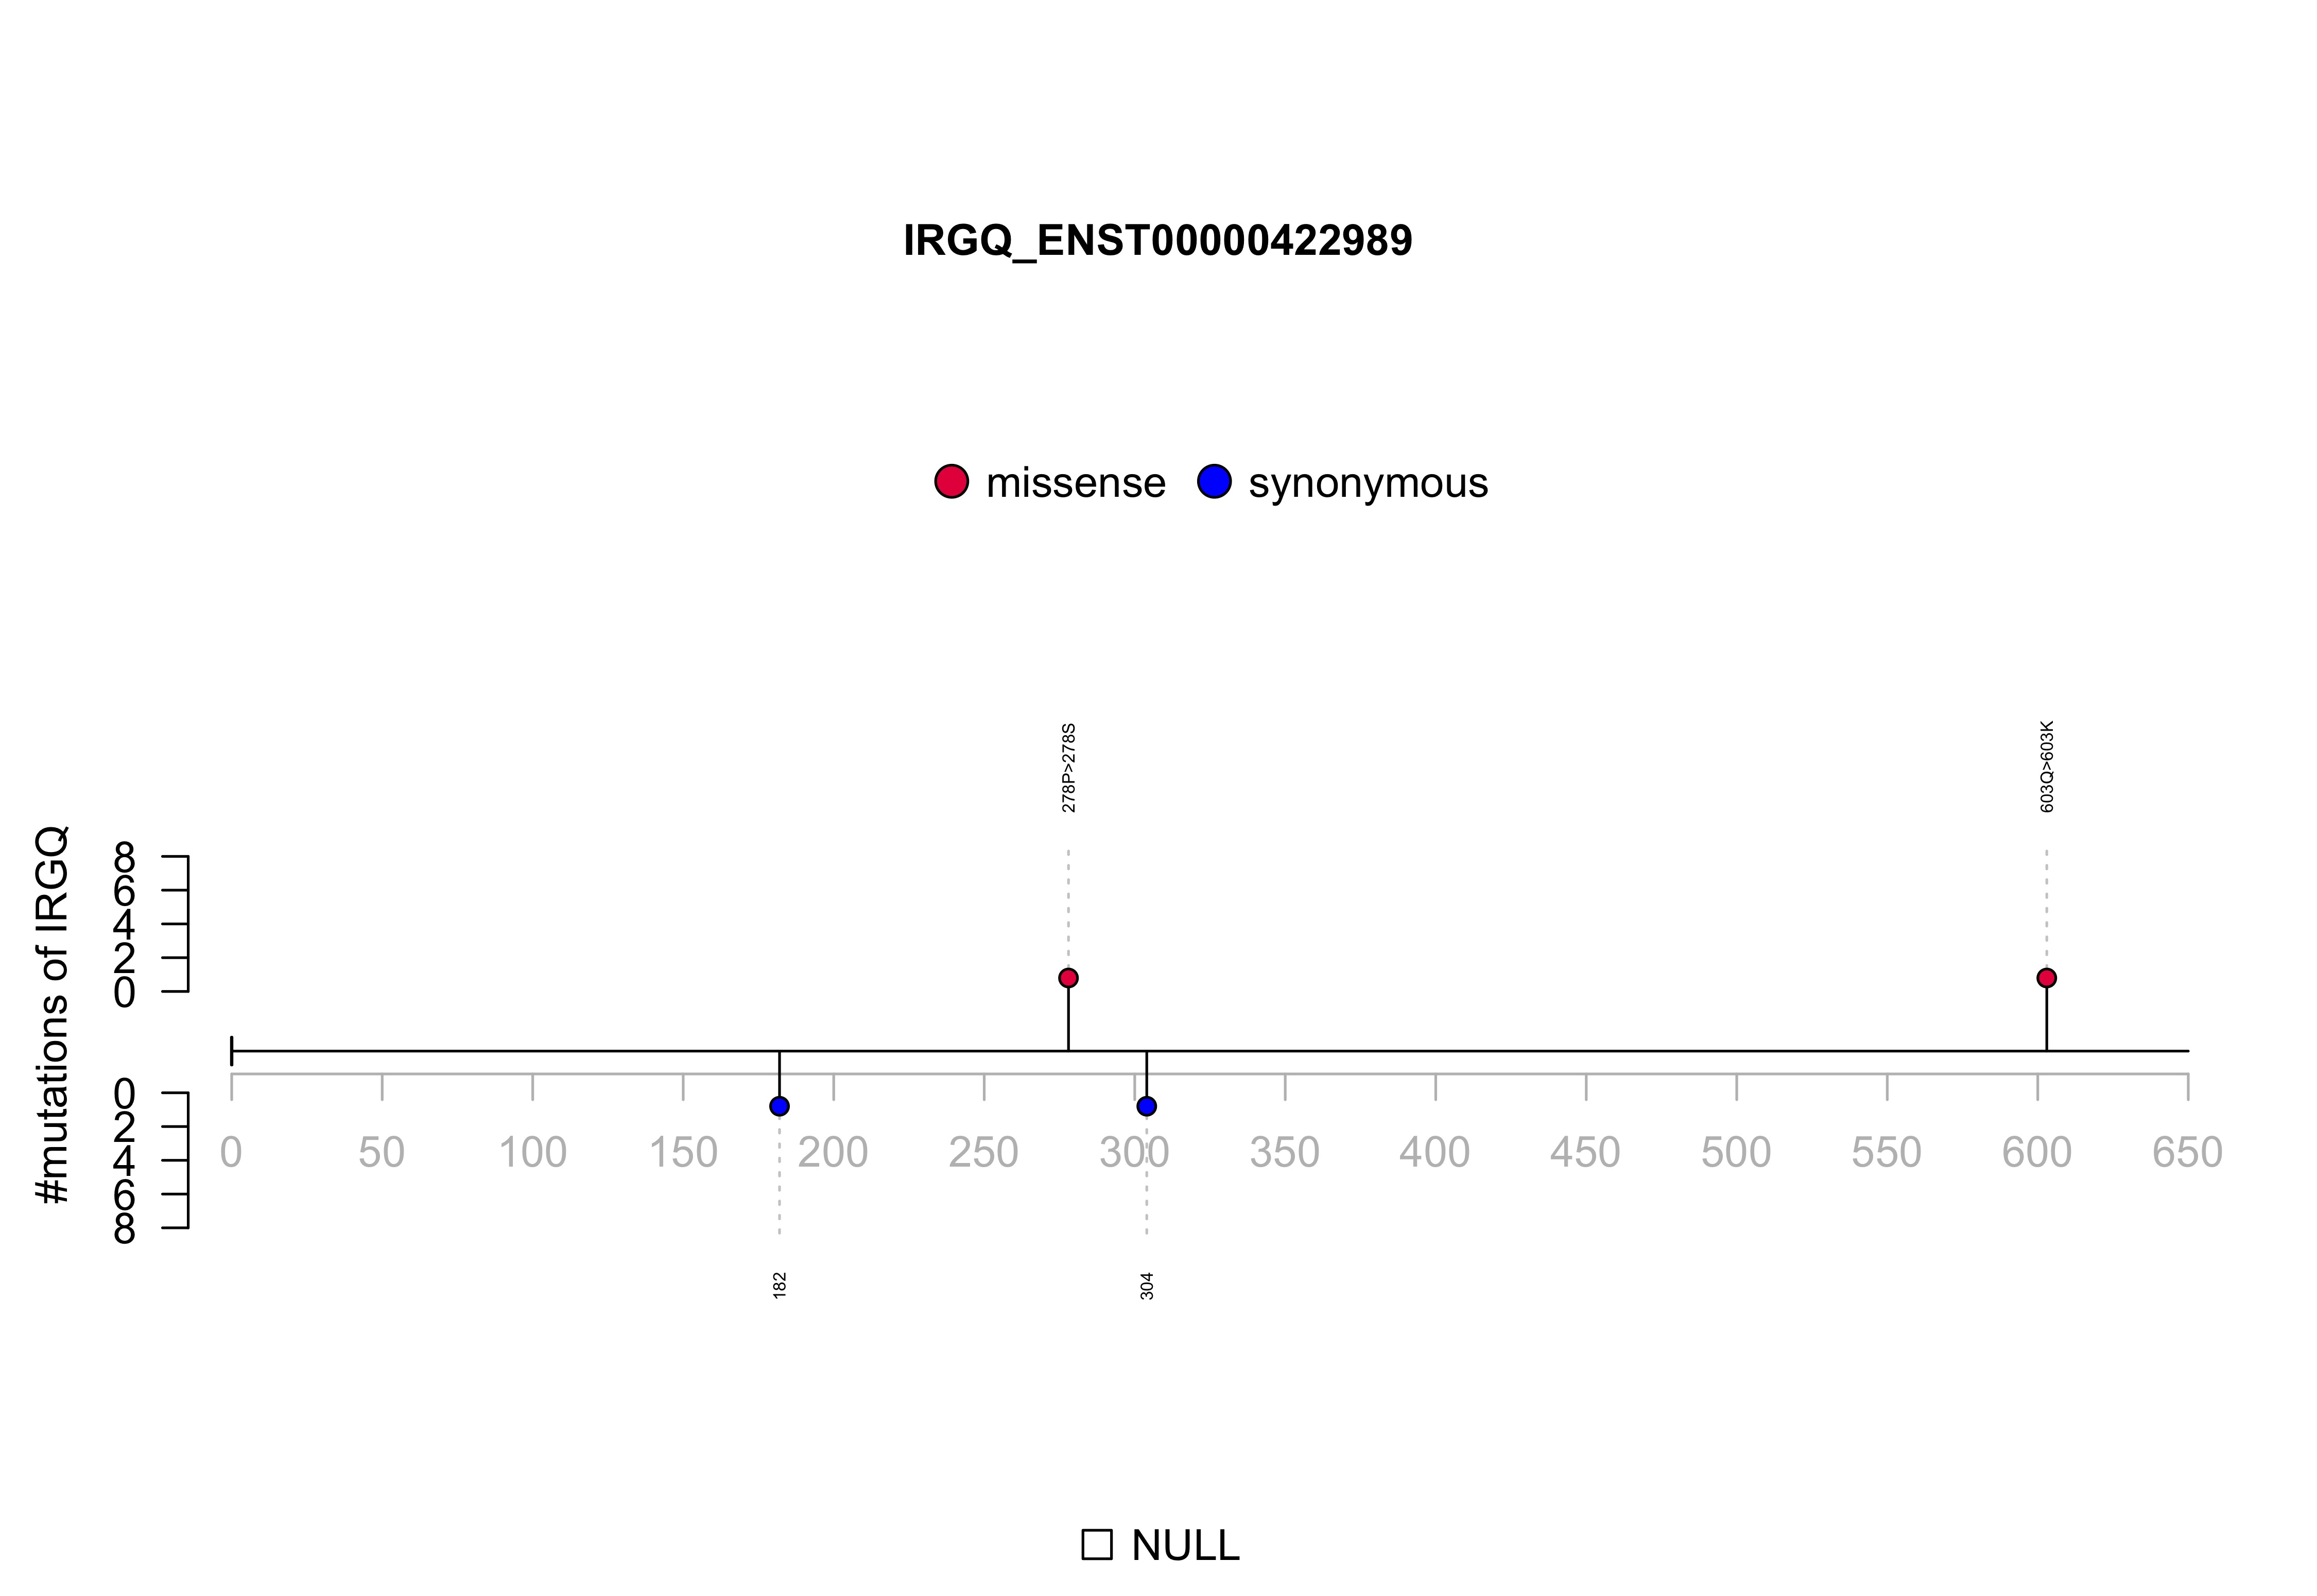 IRGQ_ENST00000422989
missense synonymous
278P>278S
603Q>603K
#mutations of IRGQ
8
6
4
2
0
0
2
4
6
8
0 50 100 150 200 250 300 350 400 450 500 550 600 650
182
304
NULL